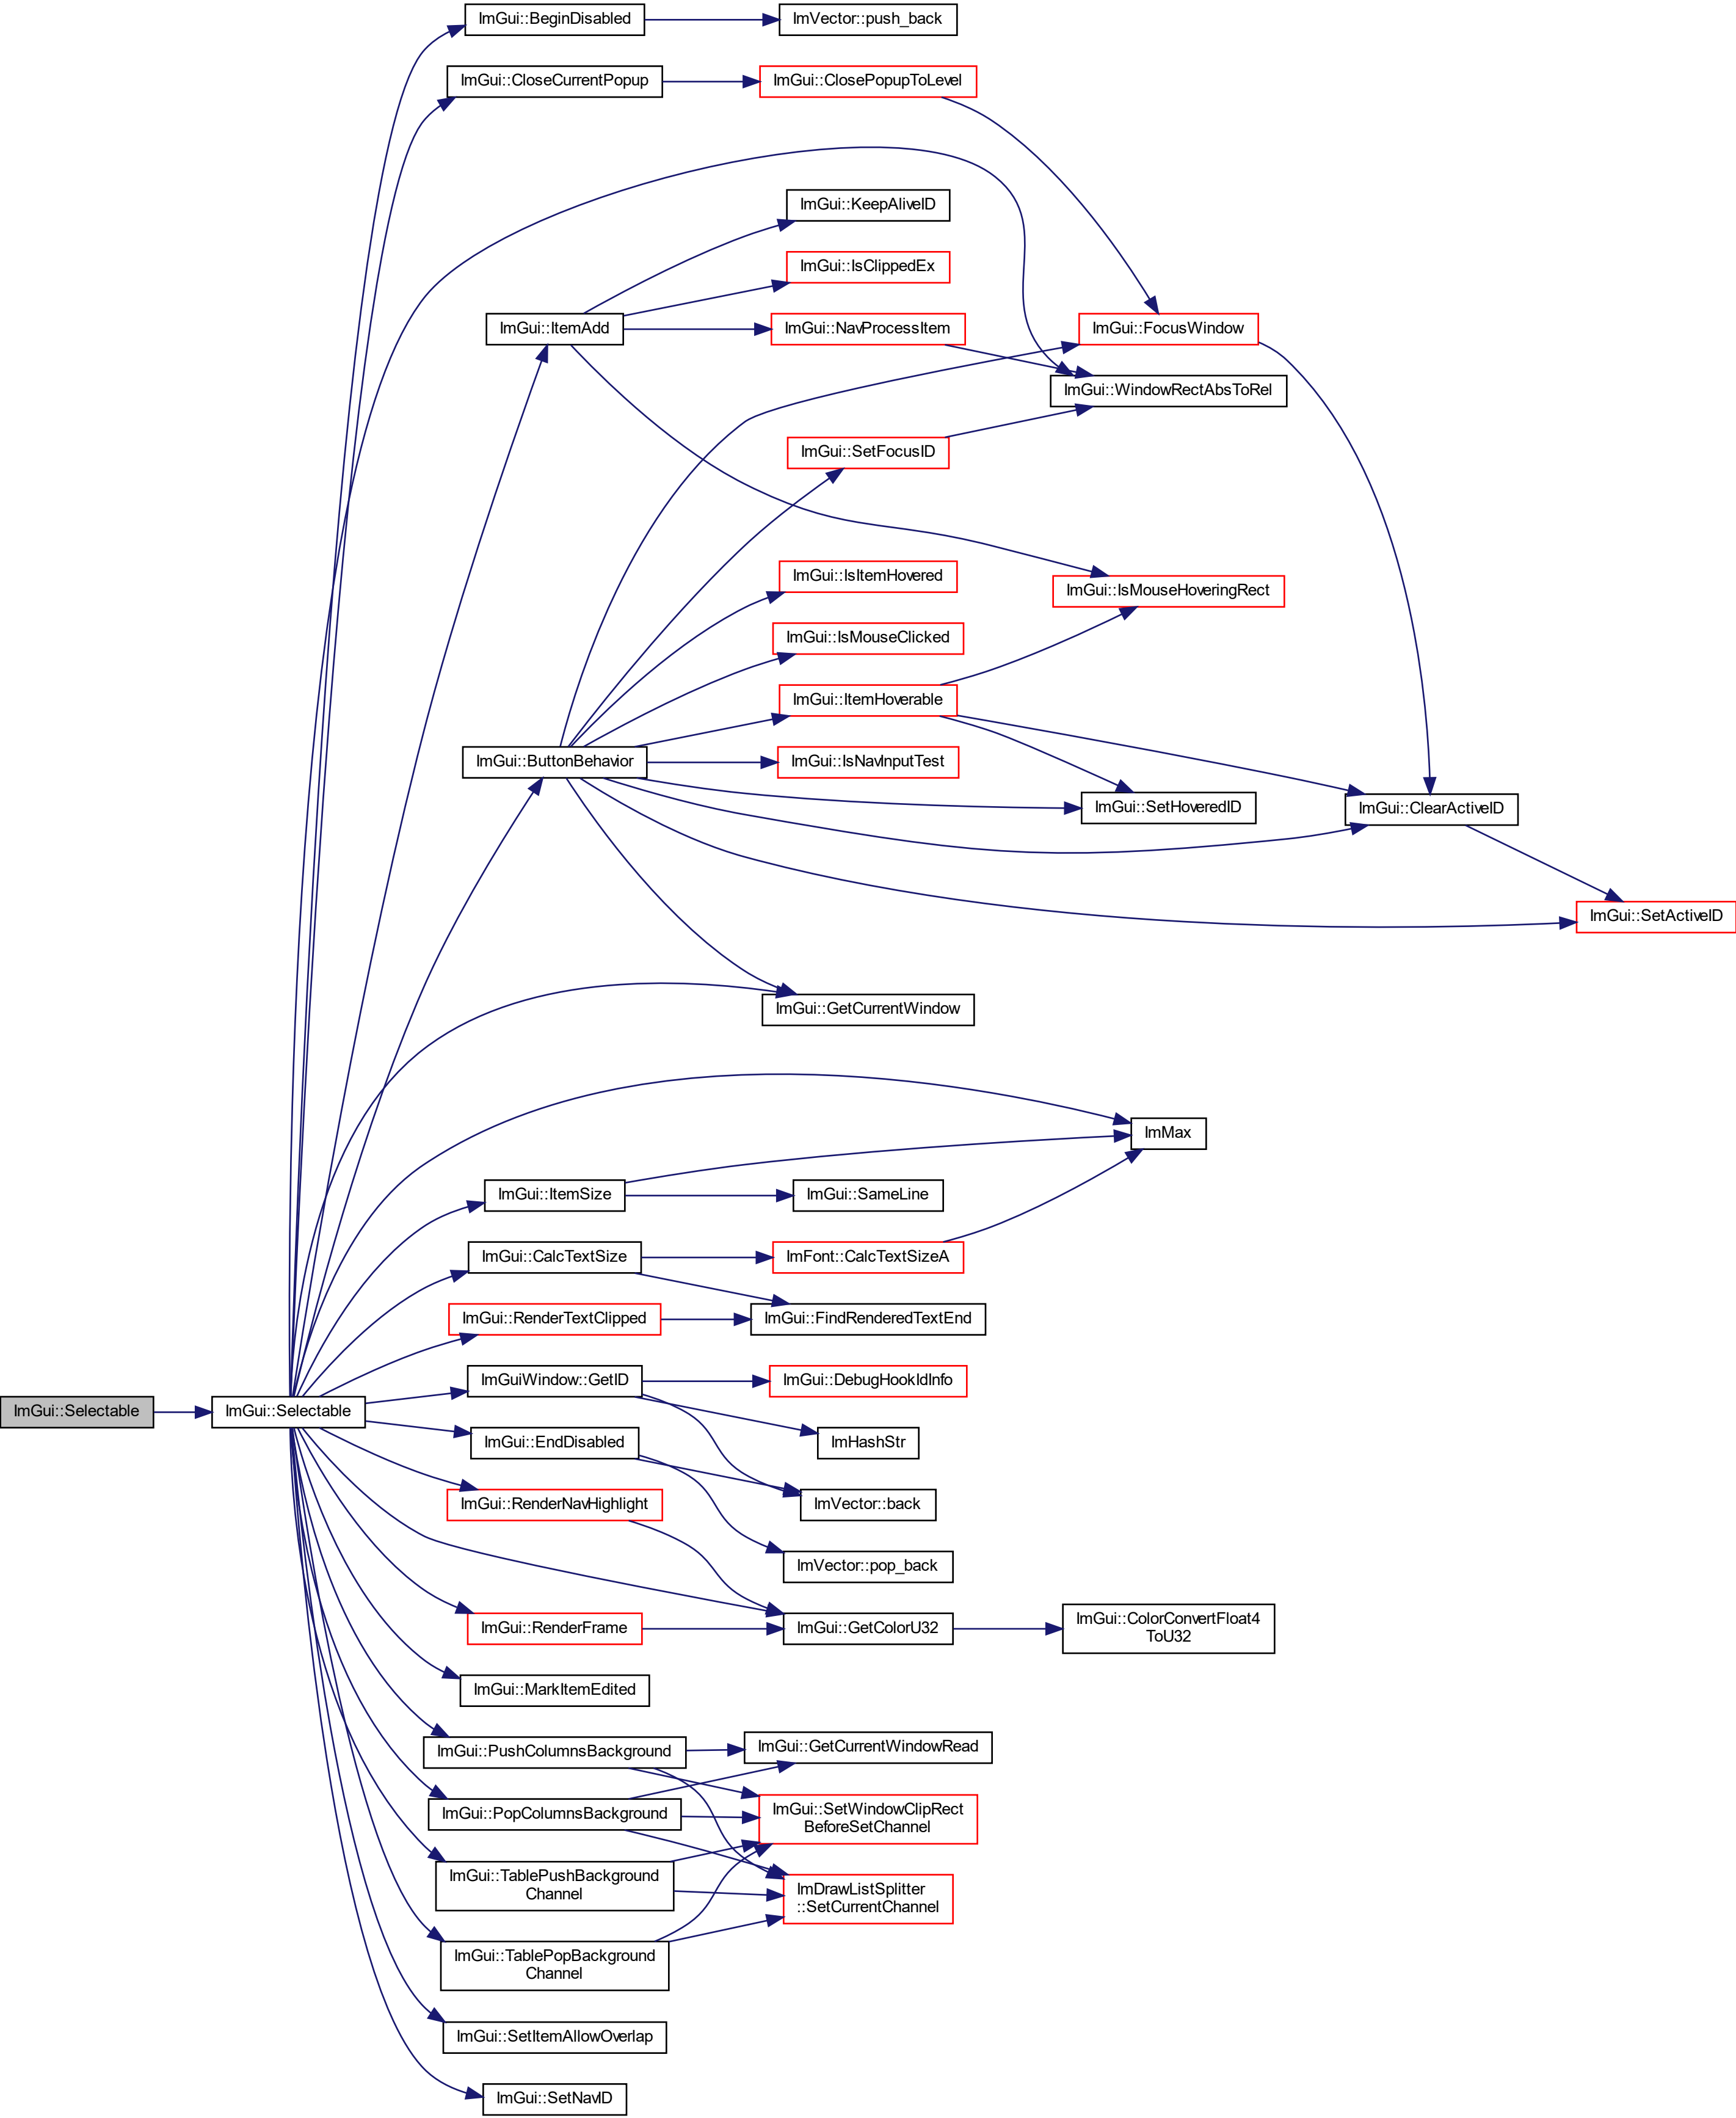 ImGui::BeginDisabled
ImVector::push_back
ImGui::CloseCurrentPopup
ImGui::ClosePopupToLevel
ImGui::KeepAliveID
ImGui::IsClippedEx
ImGui::ItemAdd
ImGui::NavProcessItem
ImGui::FocusWindow
ImGui::WindowRectAbsToRel
ImGui::SetFocusID
ImGui::IsItemHovered
ImGui::IsMouseHoveringRect
ImGui::IsMouseClicked
ImGui::ItemHoverable
ImGui::ButtonBehavior
ImGui::IsNavInputTest
ImGui::SetHoveredID
ImGui::ClearActiveID
ImGui::SetActiveID
ImGui::GetCurrentWindow
ImMax
ImGui::ItemSize
ImGui::SameLine
ImGui::CalcTextSize
ImFont::CalcTextSizeA
ImGui::RenderTextClipped
ImGui::FindRenderedTextEnd
ImGuiWindow::GetID
ImGui::DebugHookIdInfo
ImGui::Selectable
ImGui::Selectable
ImGui::EndDisabled
ImHashStr
ImGui::RenderNavHighlight
ImVector::back
ImVector::pop_back
ImGui::RenderFrame
ImGui::GetColorU32
ImGui::ColorConvertFloat4
ToU32
ImGui::MarkItemEdited
ImGui::PushColumnsBackground
ImGui::GetCurrentWindowRead
ImGui::PopColumnsBackground
ImGui::SetWindowClipRect
BeforeSetChannel
ImGui::TablePushBackground
Channel
ImDrawListSplitter
::SetCurrentChannel
ImGui::TablePopBackground
Channel
ImGui::SetItemAllowOverlap
ImGui::SetNavID